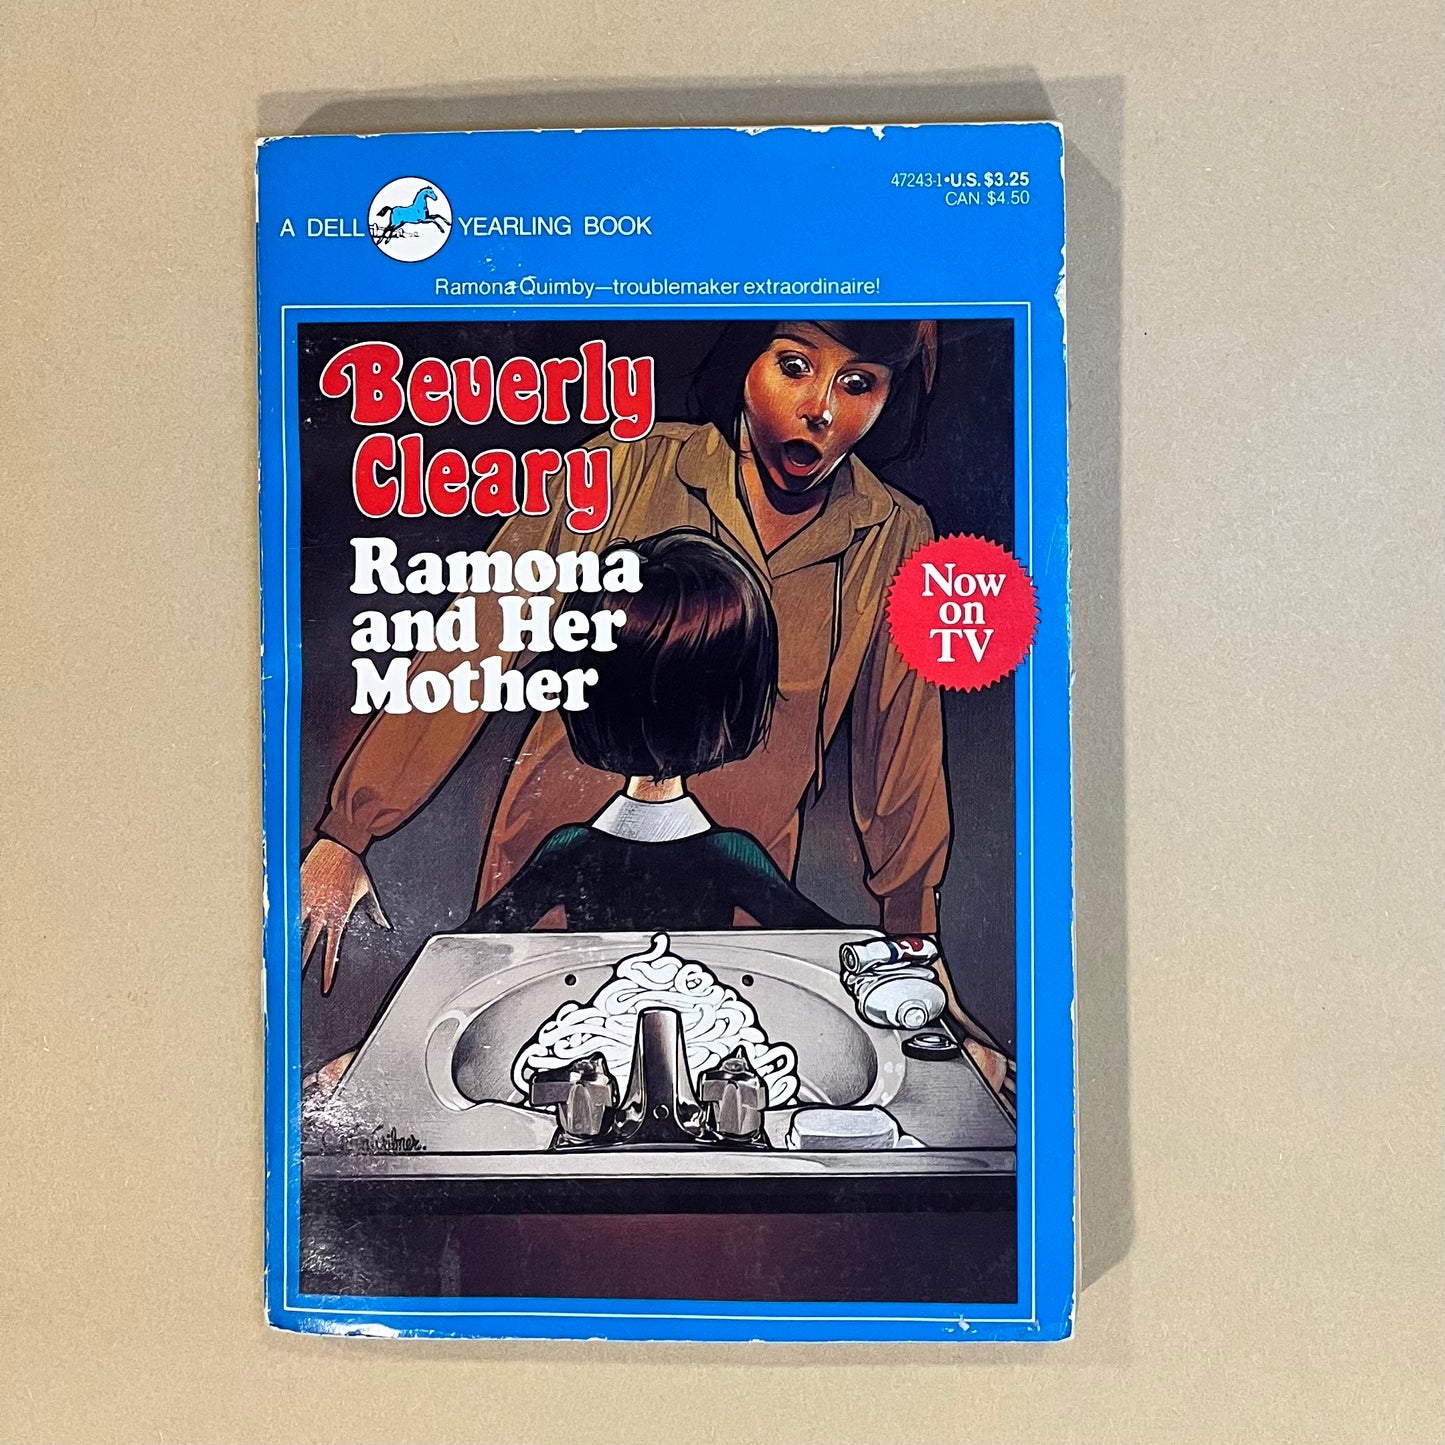 47243-1•U.S. $3.25
CAN. $4.50
A DELL YEARLING BOOK
Ramona Quimby—troublemaker extraordinaire!
Beverly
Cleary
Ramona
and Her
Mother
Now
on
TV